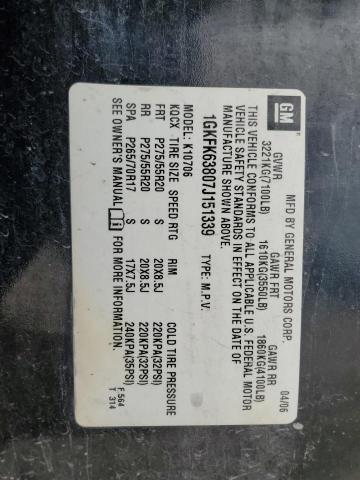 GM
MFD BY GENERAL MOTORS CORP. 04/06
GVWR GAWR FRT GAWR RR
3221KG(7100LB) 1610KG(3550LB) 1860KG(4100LB)
THIS VEHICLE CONFORMS TO ALL APPLICABLE U.S. FEDERAL MOTOR
VEHICLE SAFETY STANDARDS IN EFFECT ON THE DATE OF
MANUFACTURE SHOWN ABOVE.
1GKFK63807J151339 TYPE: M.P.V.
MODEL: K10706
KQCX TIRE SIZE SPEED RTG RIM COLD TIRE PRESSURE
FRT P275/55R20 S 20X8.5J 220KPA(32PSI)
RR P275/55R20 S 20X8.5J 220KPA(32PSI)
SPA P265/70R17 S 17X7.5J 240KPA(35PSI)
SEE OWNER'S MANUAL FOR MORE INFORMATION.
F 564
T 314